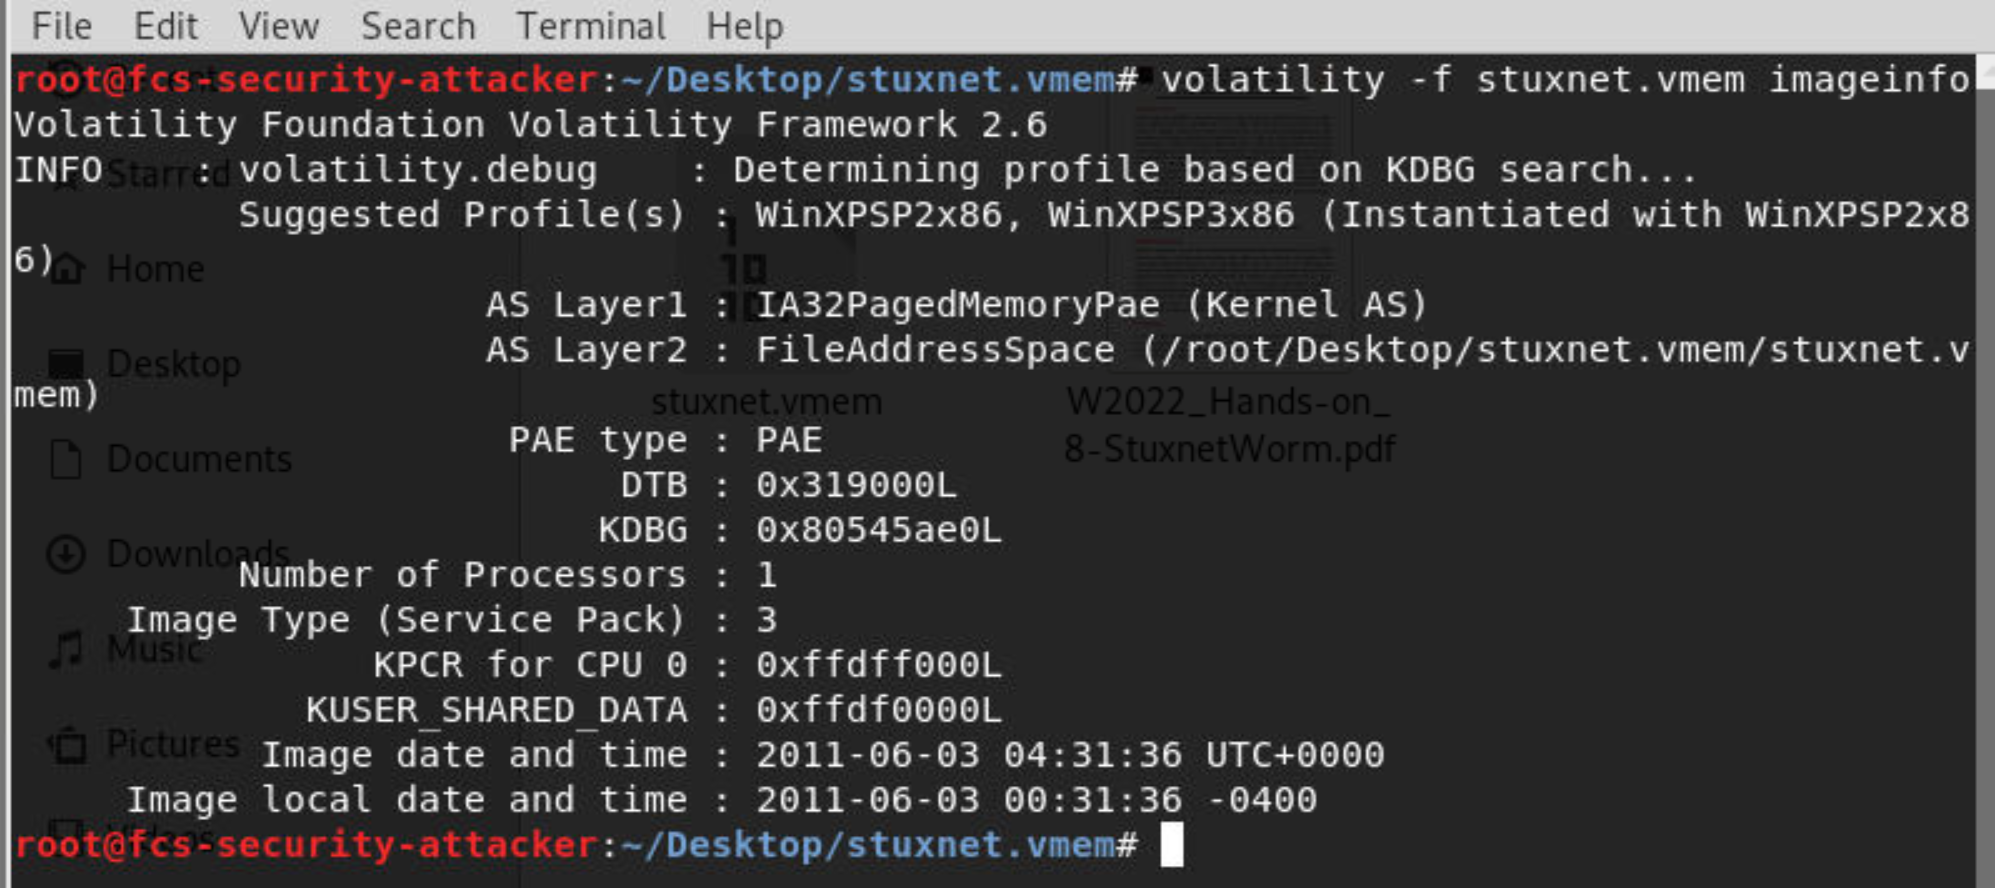 File Edit View Search Terminal Help
root@fcs-security-attacker:~/Desktop/stuxnet.vmem# volatility -f stuxnet.vmem imageinfo
Volatility Foundation Volatility Framework 2.6
INFO    : volatility.debug    : Determining profile based on KDBG search...
Starred
          Suggested Profile(s) : WinXPSP2x86, WinXPSP3x86 (Instantiated with WinXPSP2x8
6)
Home
                     AS Layer1 : IA32PagedMemoryPae (Kernel AS)
                     AS Layer2 : FileAddressSpace (/root/Desktop/stuxnet.vmem/stuxnet.v
mem)
Desktop
stuxnet.vmem
W2022_Hands-on_
8-StuxnetWorm.pdf
                      PAE type : PAE
Documents
                           DTB : 0x319000L
                          KDBG : 0x80545ae0L
Downloads
          Number of Processors : 1
     Image Type (Service Pack) : 3
Music
                KPCR for CPU 0 : 0xffdff000L
             KUSER_SHARED_DATA : 0xffdf0000L
Pictures
           Image date and time : 2011-06-03 04:31:36 UTC+0000
     Image local date and time : 2011-06-03 00:31:36 -0400
Videos
root@fcs-security-attacker:~/Desktop/stuxnet.vmem#